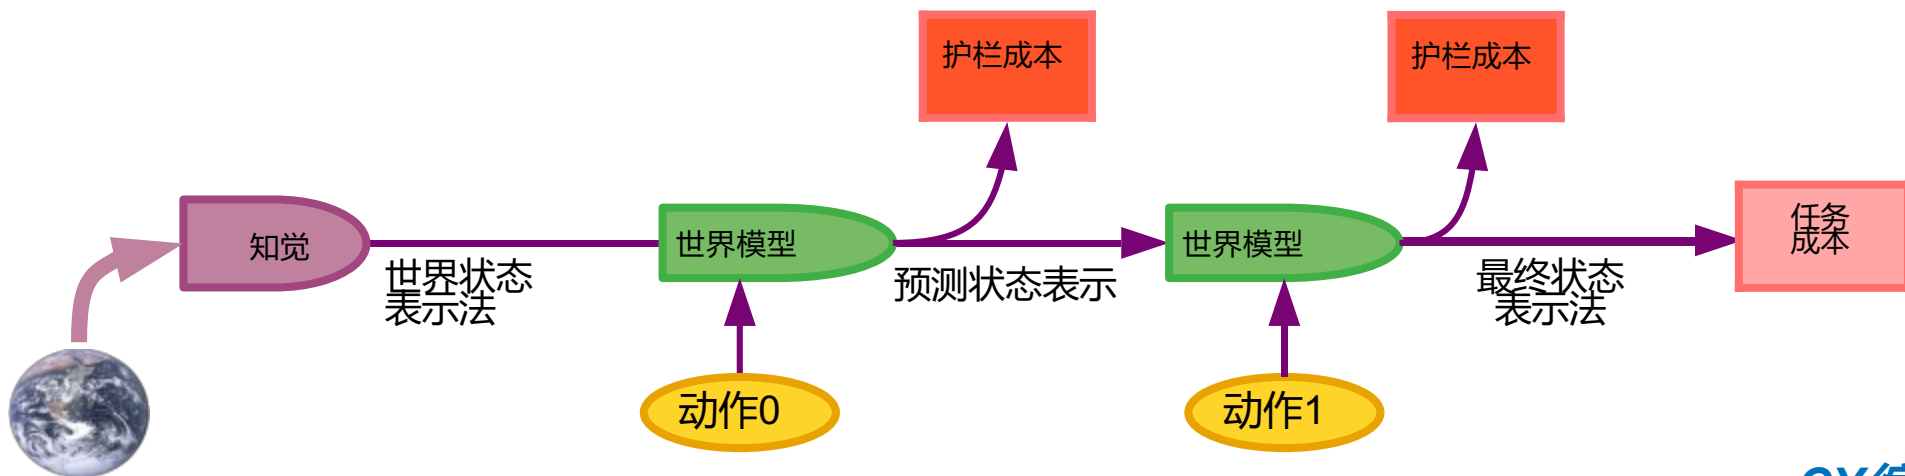 护栏成本
护栏成本
知觉
世界状态
表示法
世界模型
预测状态表示
世界模型
最终状态
表示法
任务
成本
动作0
动作1